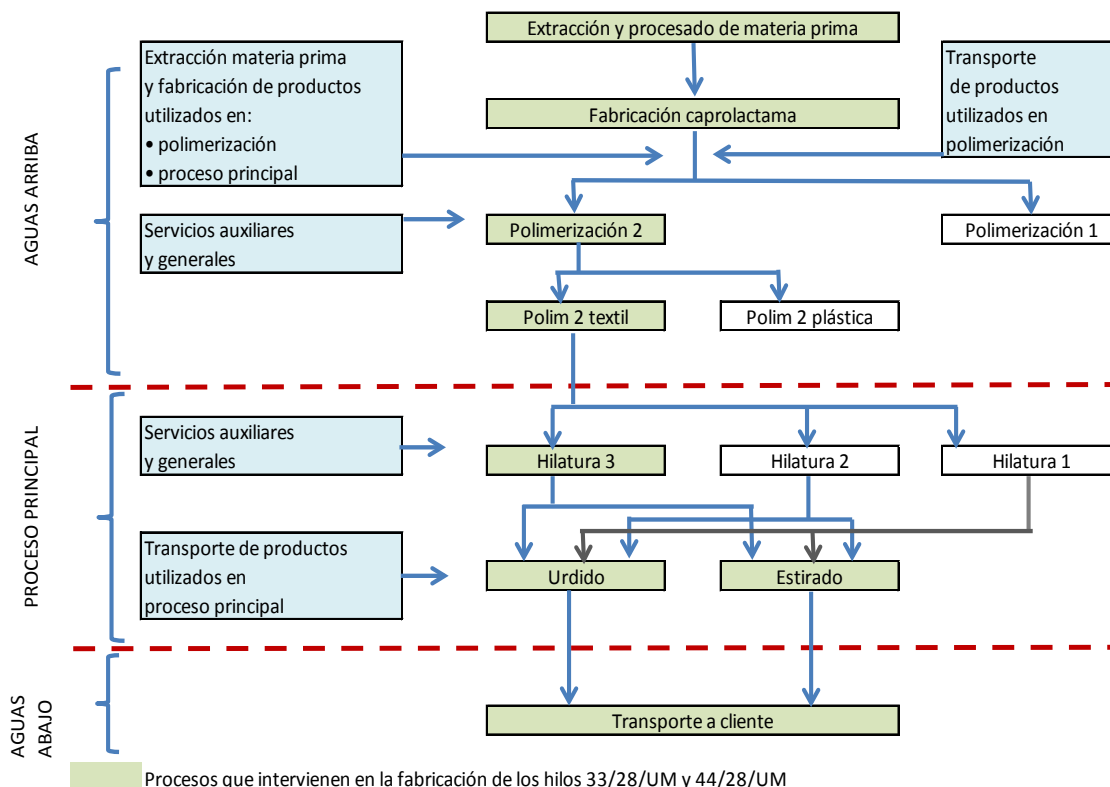 Extracción y procesado de materia prima
Extracción materia prima
y fabricación de productos
utilizados en:
• polimerización
• proceso principal
Transporte
de productos
utilizados en
polimerización
Fabricación caprolactama
AGUAS ARRIBA
Servicios auxiliares
y generales
Polimerización 2
Polimerización 1
Polim 2 textil
Polim 2 plástica
PROCESO PRINCIPAL
Servicios auxiliares
y generales
Hilatura 3
Hilatura 2
Hilatura 1
Transporte de productos
utilizados en
proceso principal
Urdido
Estirado
AGUAS
ABAJO
Transporte a cliente
Procesos que intervienen en la fabricación de los hilos 33/28/UM y 44/28/UM